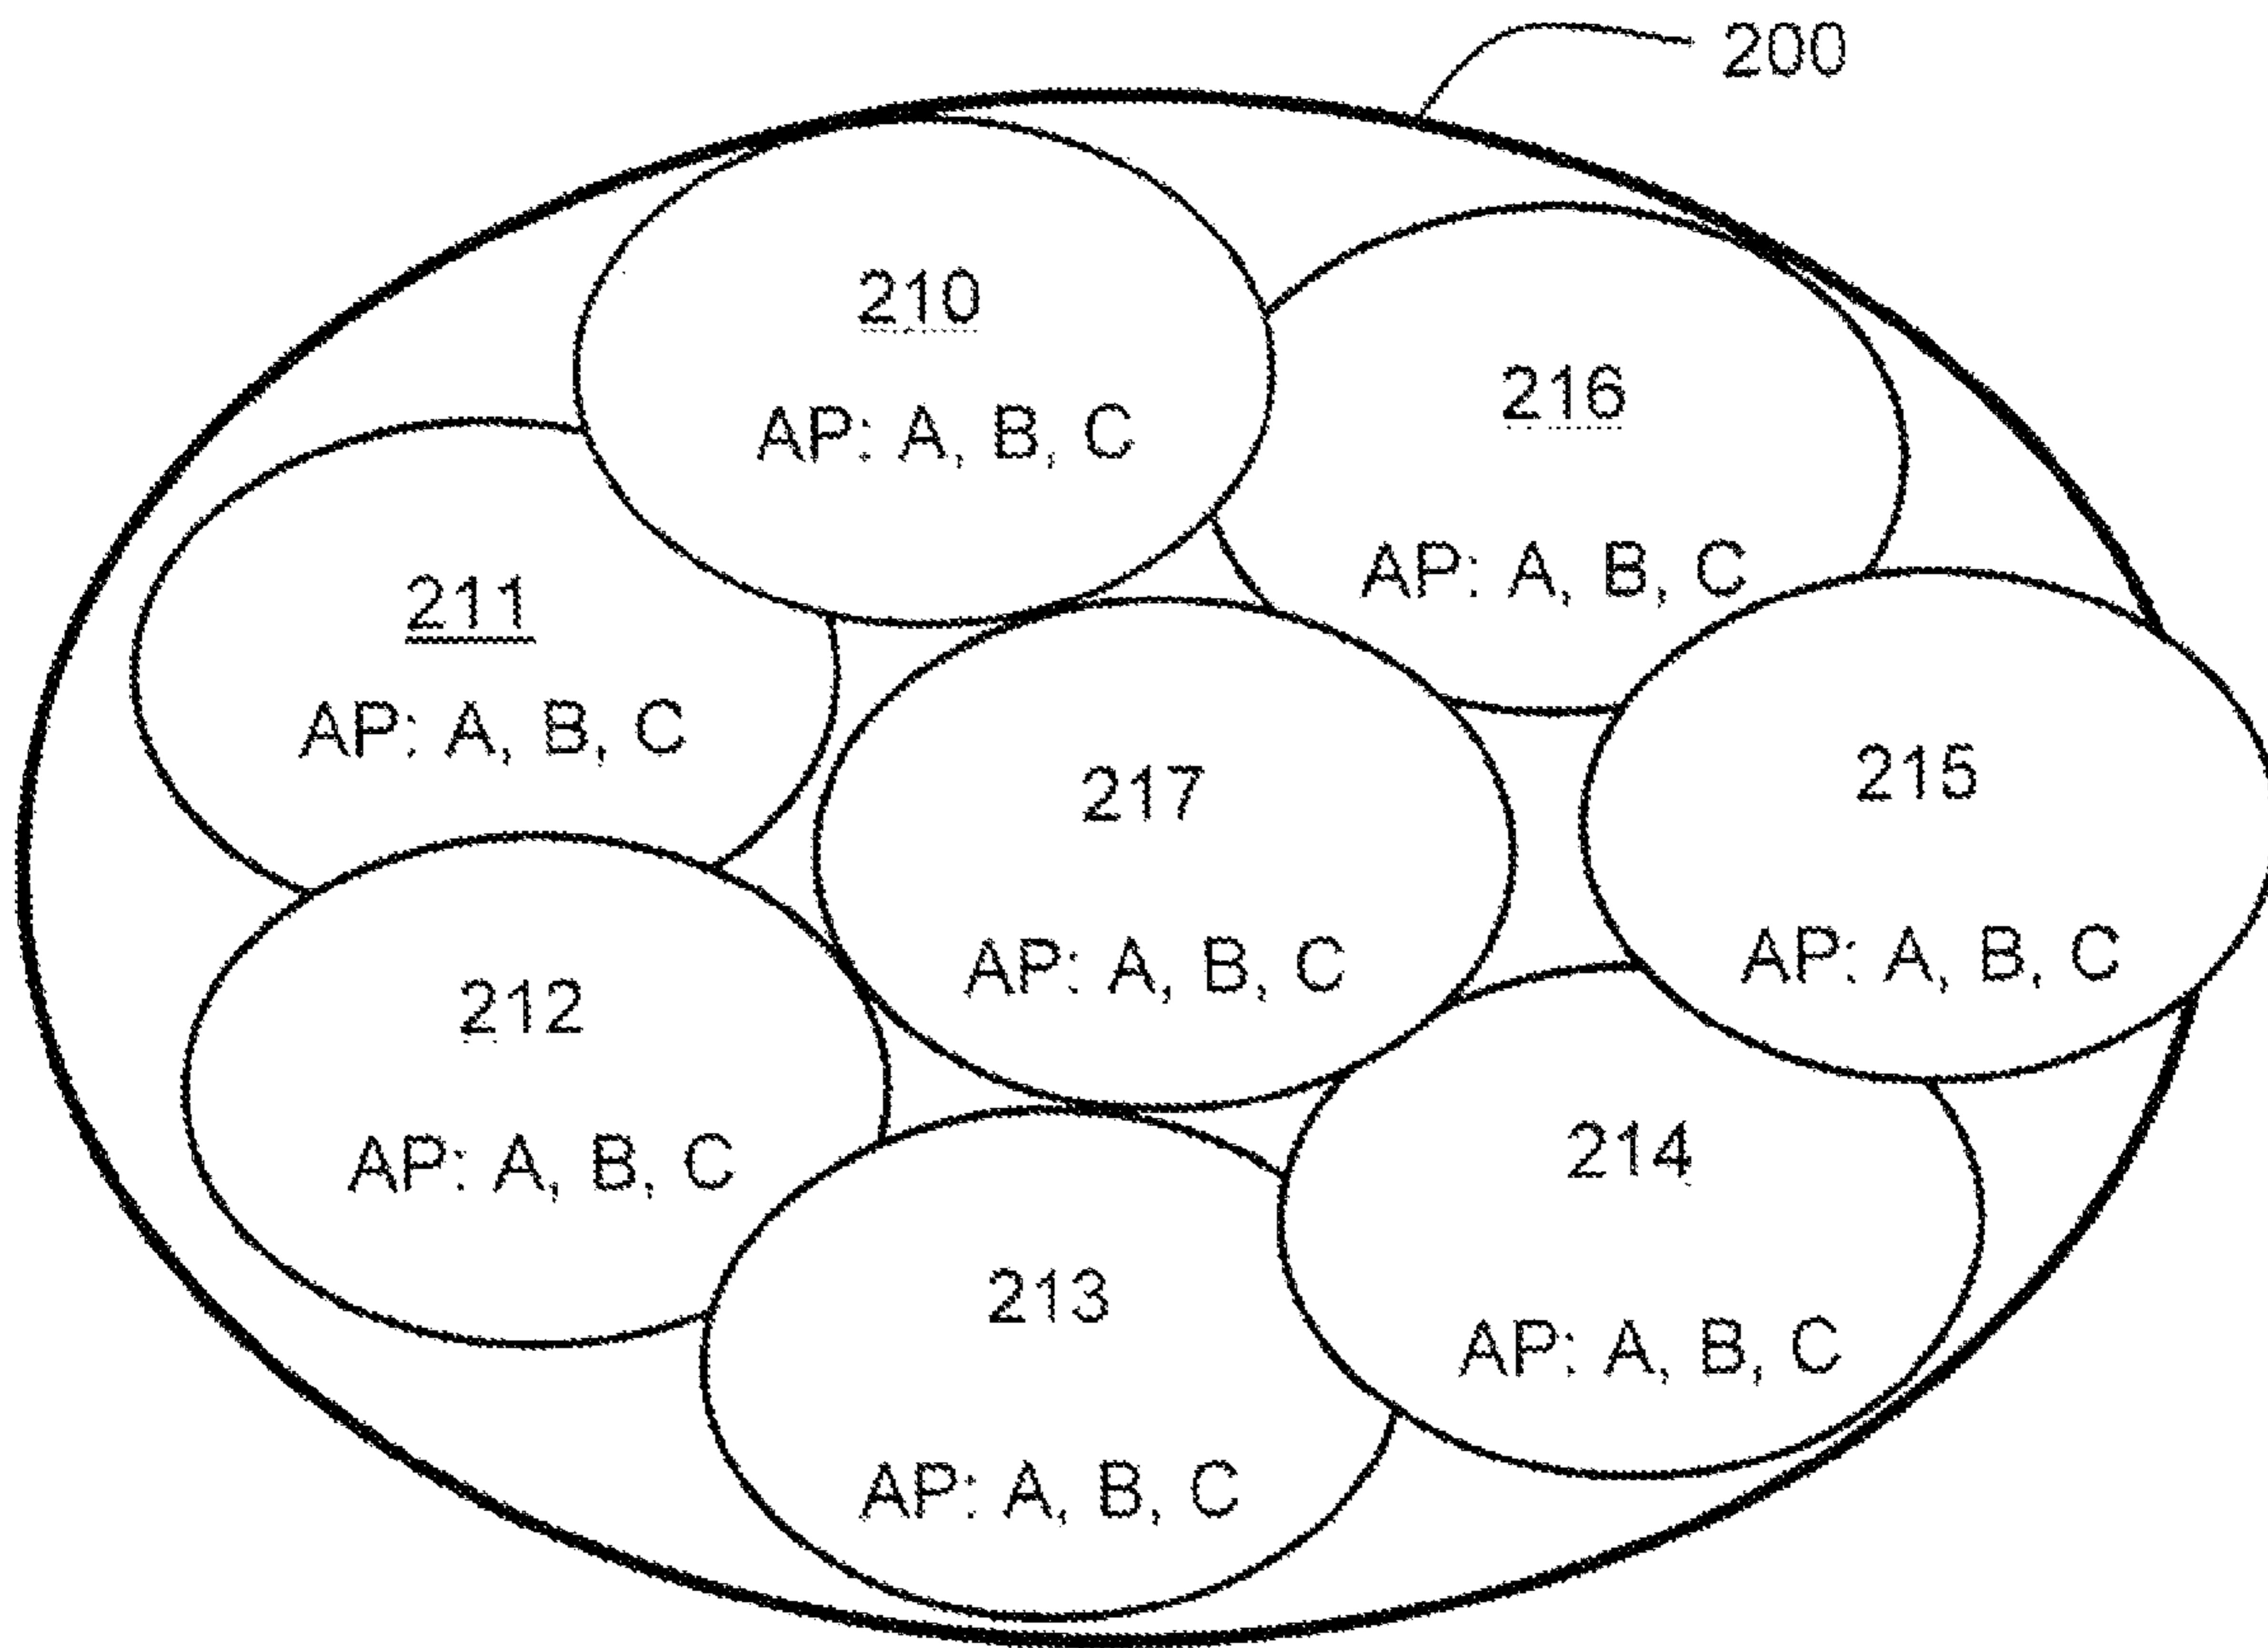 200
210
AP: A, B, C
216
AP: A, B, C
211
AP: A, B, C
217
AP: A, B, C
215
AP: A, B, C
212
AP: A, B, C
214
AP: A, B, C
213
AP: A, B, C